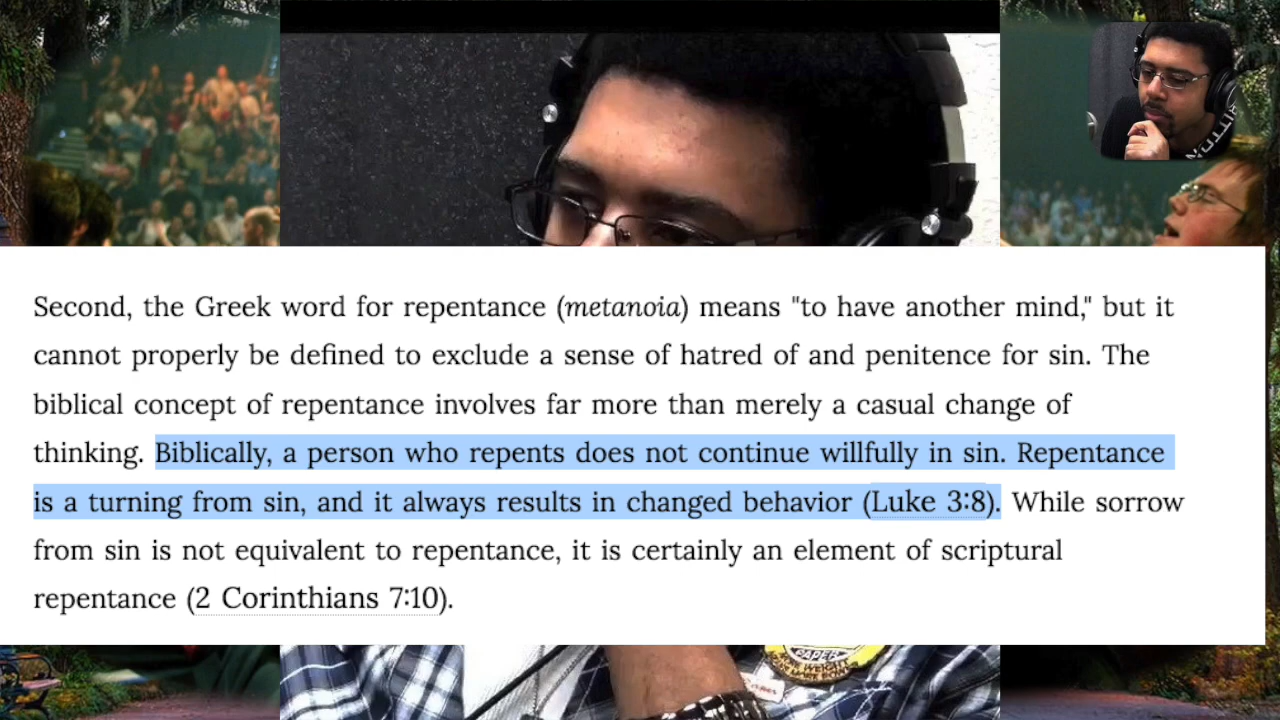 Second, the Greek word for repentance (metanoia) means "to have another mind," but it
cannot properly be defined to exclude a sense of hatred of and penitence for sin. The
biblical concept of repentance involves far more than merely a casual change of
thinking. Biblically, a person who repents does not continue willfully in sin. Repentance
is a turning from sin, and it always results in changed behavior (Luke 3:8). While sorrow
from sin is not equivalent to repentance, it is certainly an element of scriptural
repentance (2 Corinthians 7:10).
PAPER